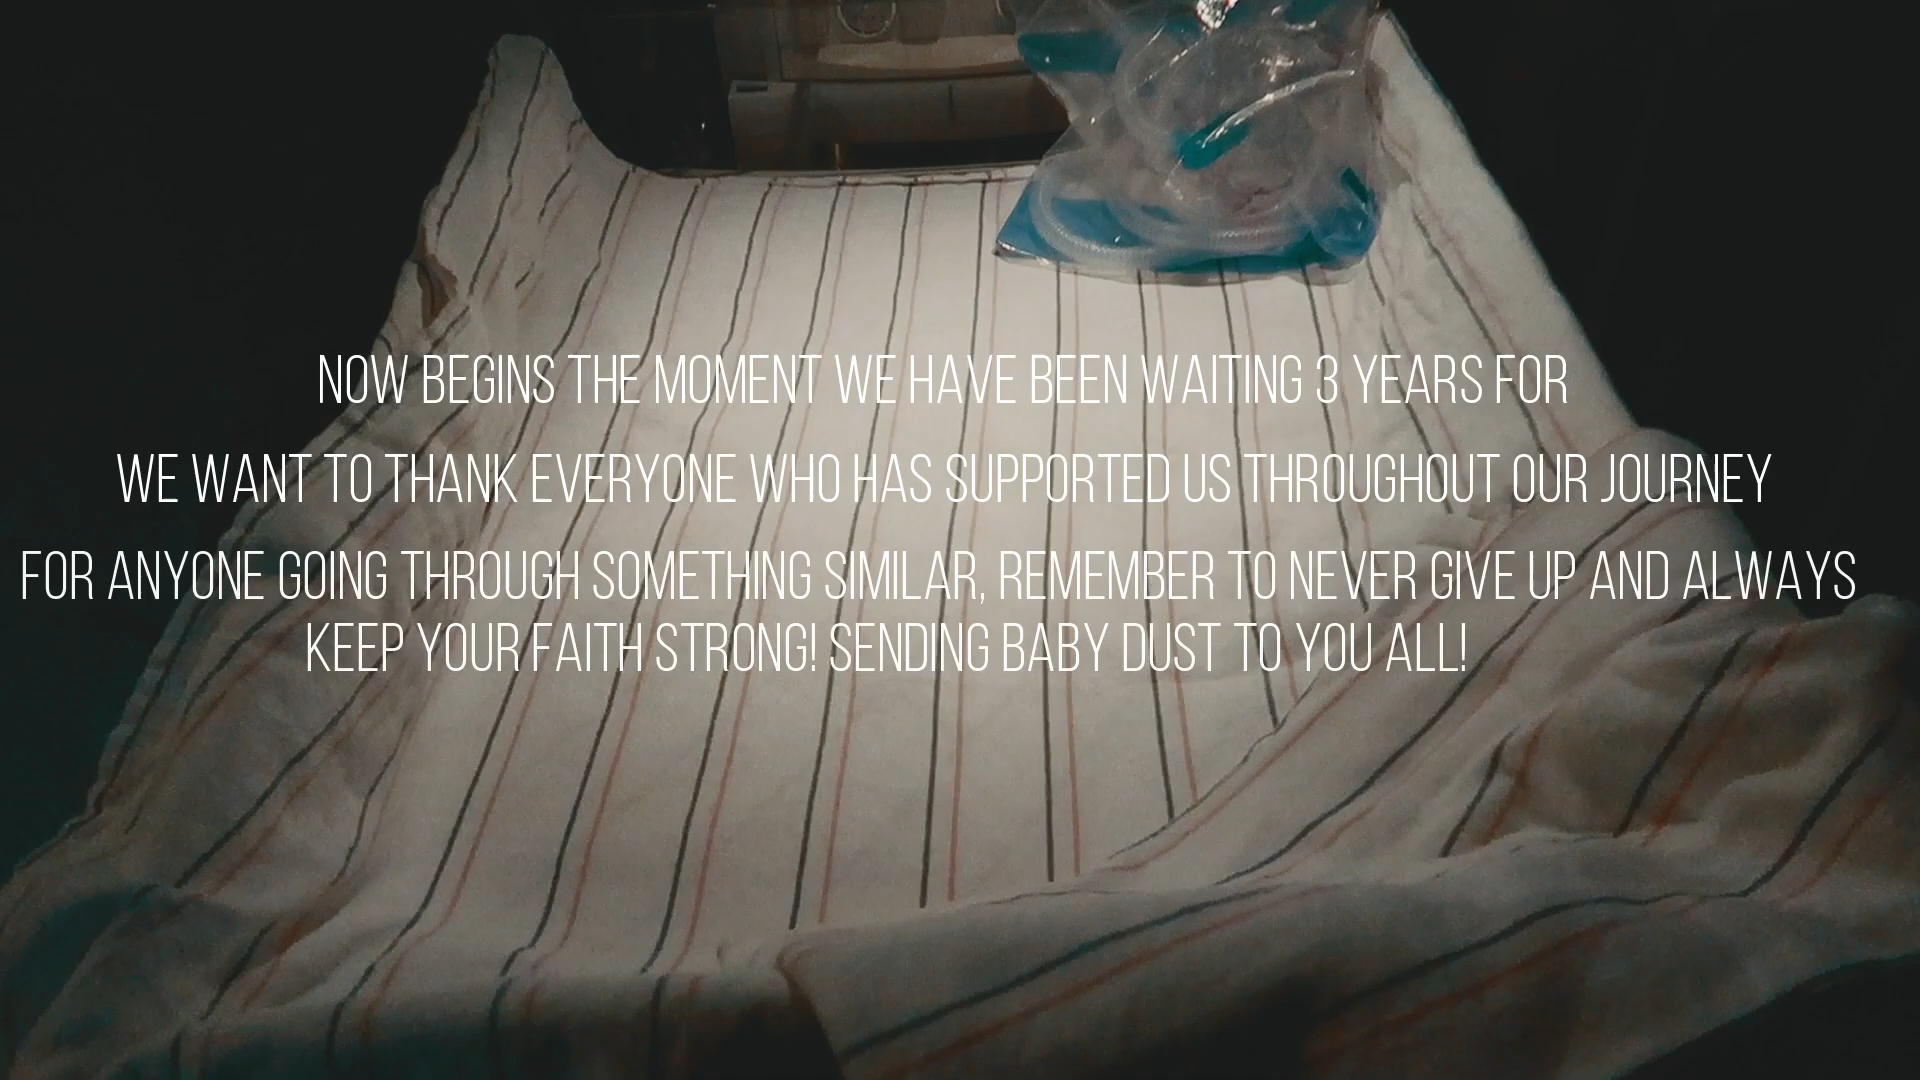 NOW BEGINS THE MOMENT WE HAVE BEEN WAITING 3 YEARS FOR
WE WANT TO THANK EVERYONE WHO HAS SUPPORTED US THROUGHOUT OUR JOURNEY
FOR ANYONE GOING THROUGH SOMETHING SIMILAR, REMEMBER TO NEVER GIVE UP AND ALWAYS
KEEP YOUR FAITH STRONG! SENDING BABY DUST TO YOU ALL!